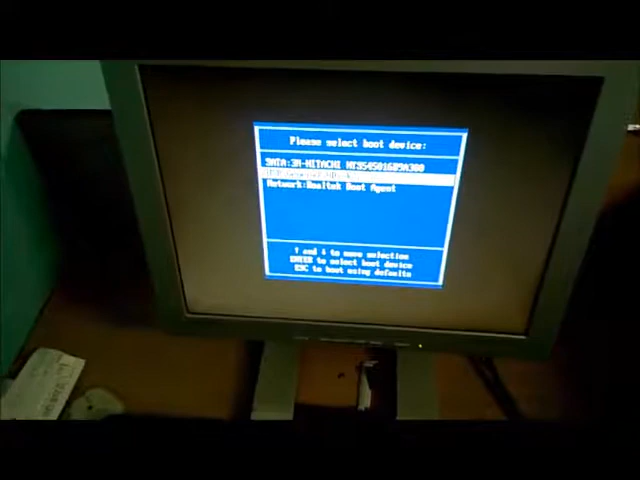 Please select boot device:
SATA:3M-HITACHI HTS545016B9A300
Network:Realtek Boot Agent
↑ and ↓ to move selection
ENTER to select boot device
ESC to boot using defaults